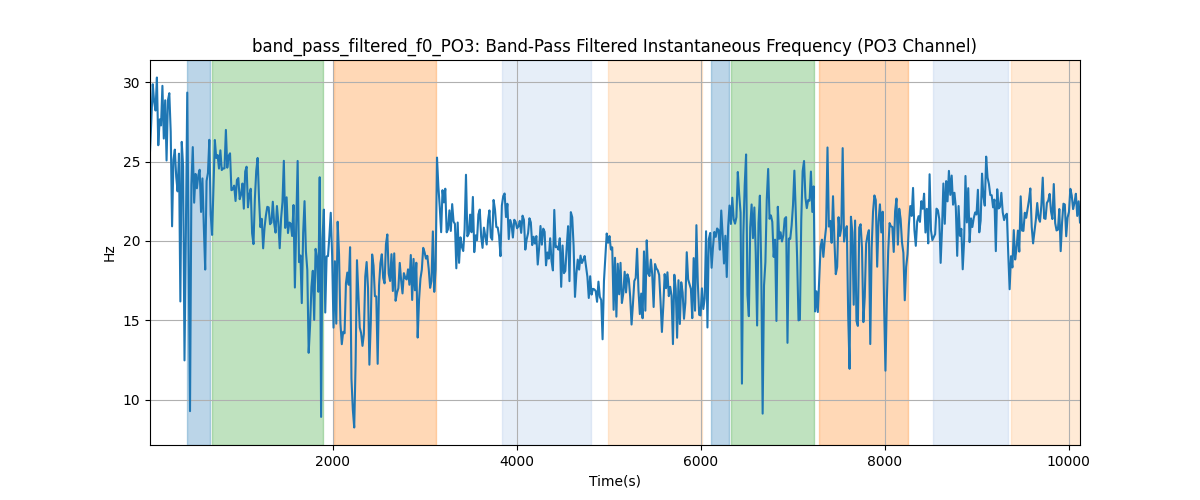 band_pass_filtered_f0_PO3: Band-Pass Filtered Instantaneous Frequency (PO3 Channel)
30
25
20
15
10
Hz
2000 4000 6000 8000 10000
Time(s)